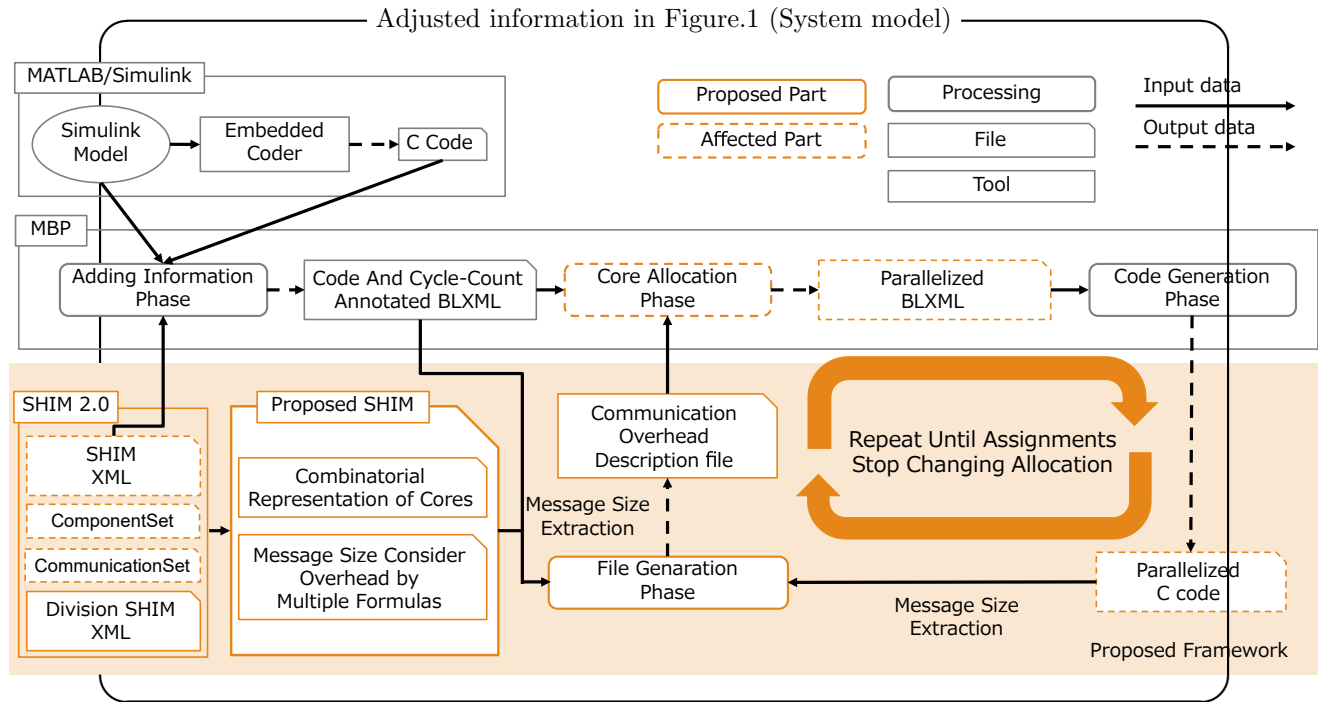 Adjusted information in Figure.1 (System model)
MATLAB/Simulink
Simulink
Model
Embedded
Coder
C Code
Proposed Part
Affected Part
Processing
File
Tool
Input data
Output data
MBP
Adding Information
Phase
Code And Cycle-Count
Annotated BLXML
Core Allocation
Phase
Parallelized
BLXML
Code Generation
Phase
SHIM 2.0
SHIM
XML
ComponentSet
CommunicationSet
Division SHIM
XML
Proposed SHIM
Combinatorial
Representation of Cores
Message Size Consider
Overhead by
Multiple Formulas
Communication
Overhead
Description file
Message Size
Extraction
File Genaration
Phase
Repeat Until Assignments
Stop Changing Allocation
Message Size
Extraction
Parallelized
C code
Proposed Framework